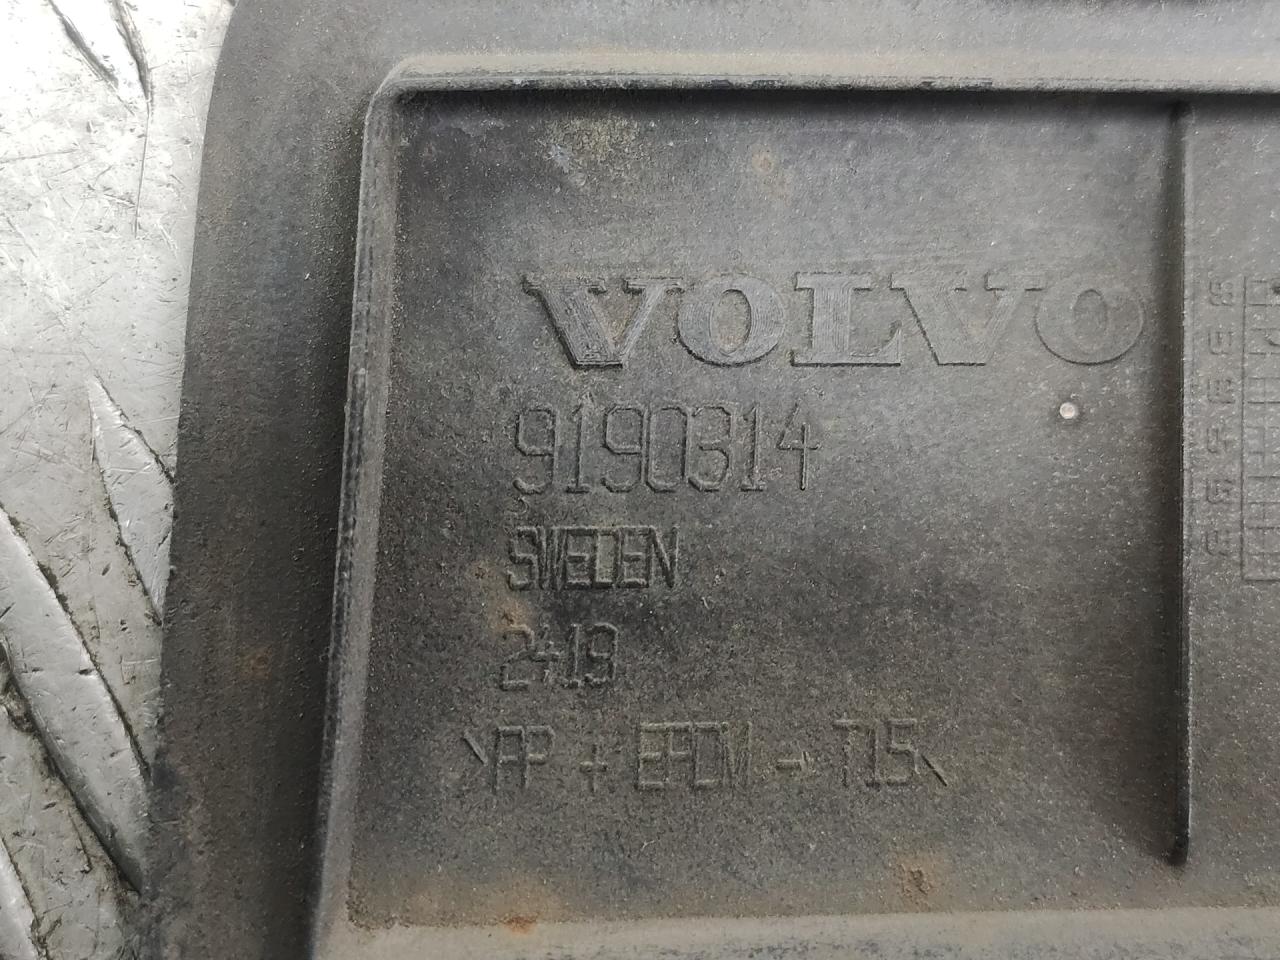 VOLVO
9190314
SWEDEN
2419
>PP + EPDM - T15<